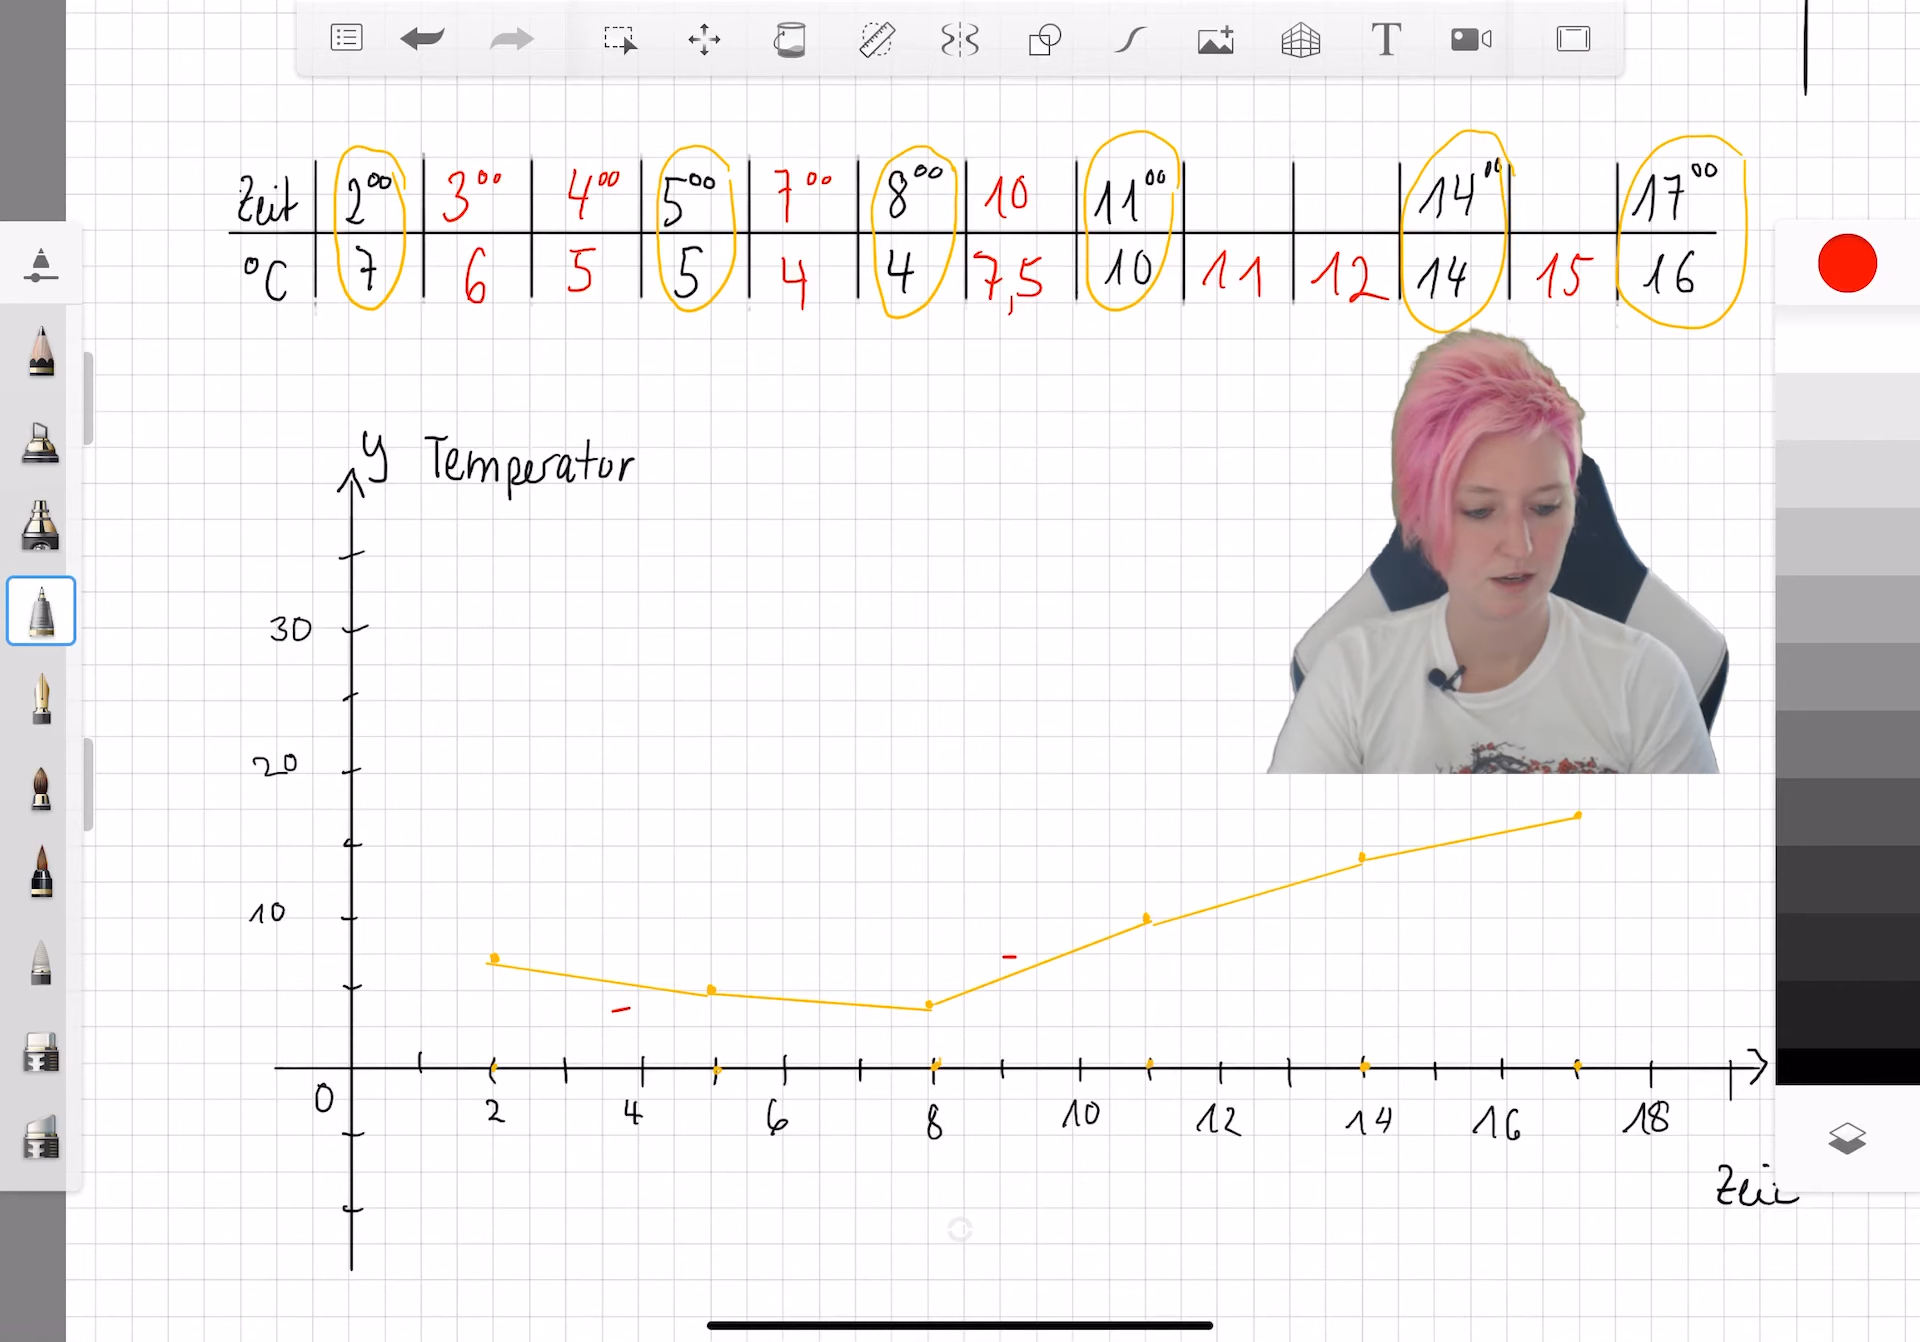 Zeit 2⁰⁰ 3⁰⁰ 4⁰⁰ 5⁰⁰ 7⁰⁰ 8⁰⁰ 10 11⁰⁰ 14⁰⁰ 17⁰⁰
°C 7 6 5 5 4 4 7,5 10 11 12 14 15 16
y Temperatur
30
20
10
0 2 4 6 8 10 12 14 16 18
Zeit
T